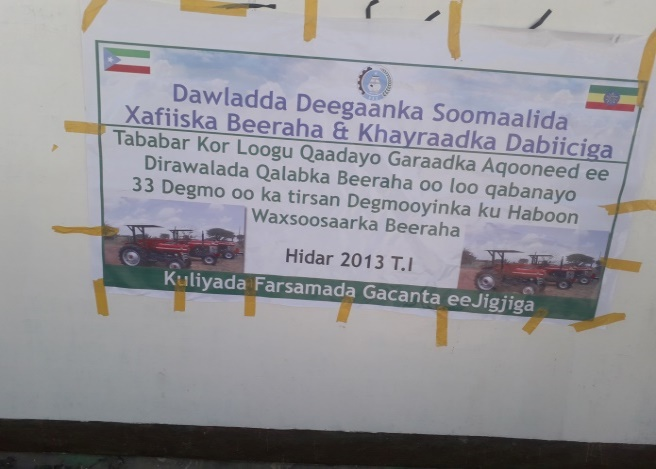 Dawladda Deegaanka Soomaalida
Xafiiska Beeraha & Khayraadka Dabiiciga
Tababar Kor Loogu Qaadayo Garaadka Aqooneed ee
Dirawalada Qalabka Beeraha oo loo qabanayo
33 Degmo oo ka tirsan Degmooyinka ku Haboon
Waxsoosaarka Beeraha
Hidar 2013 T.I
Kuliyada Farsamada Gacanta eeJigjiga